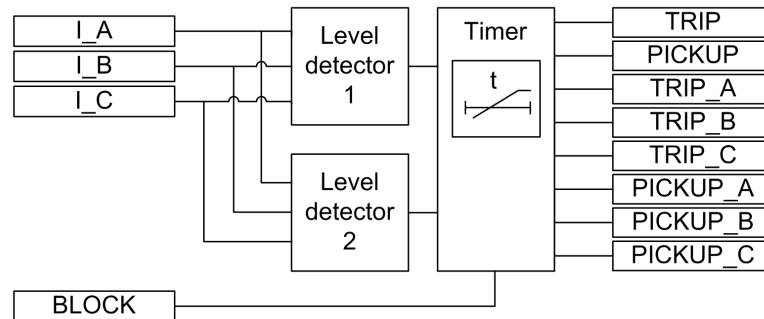 I_A
I_B
I_C
BLOCK
Level
detector
1
Level
detector
2
Timer
t
TRIP
PICKUP
TRIP_A
TRIP_B
TRIP_C
PICKUP_A
PICKUP_B
PICKUP_C